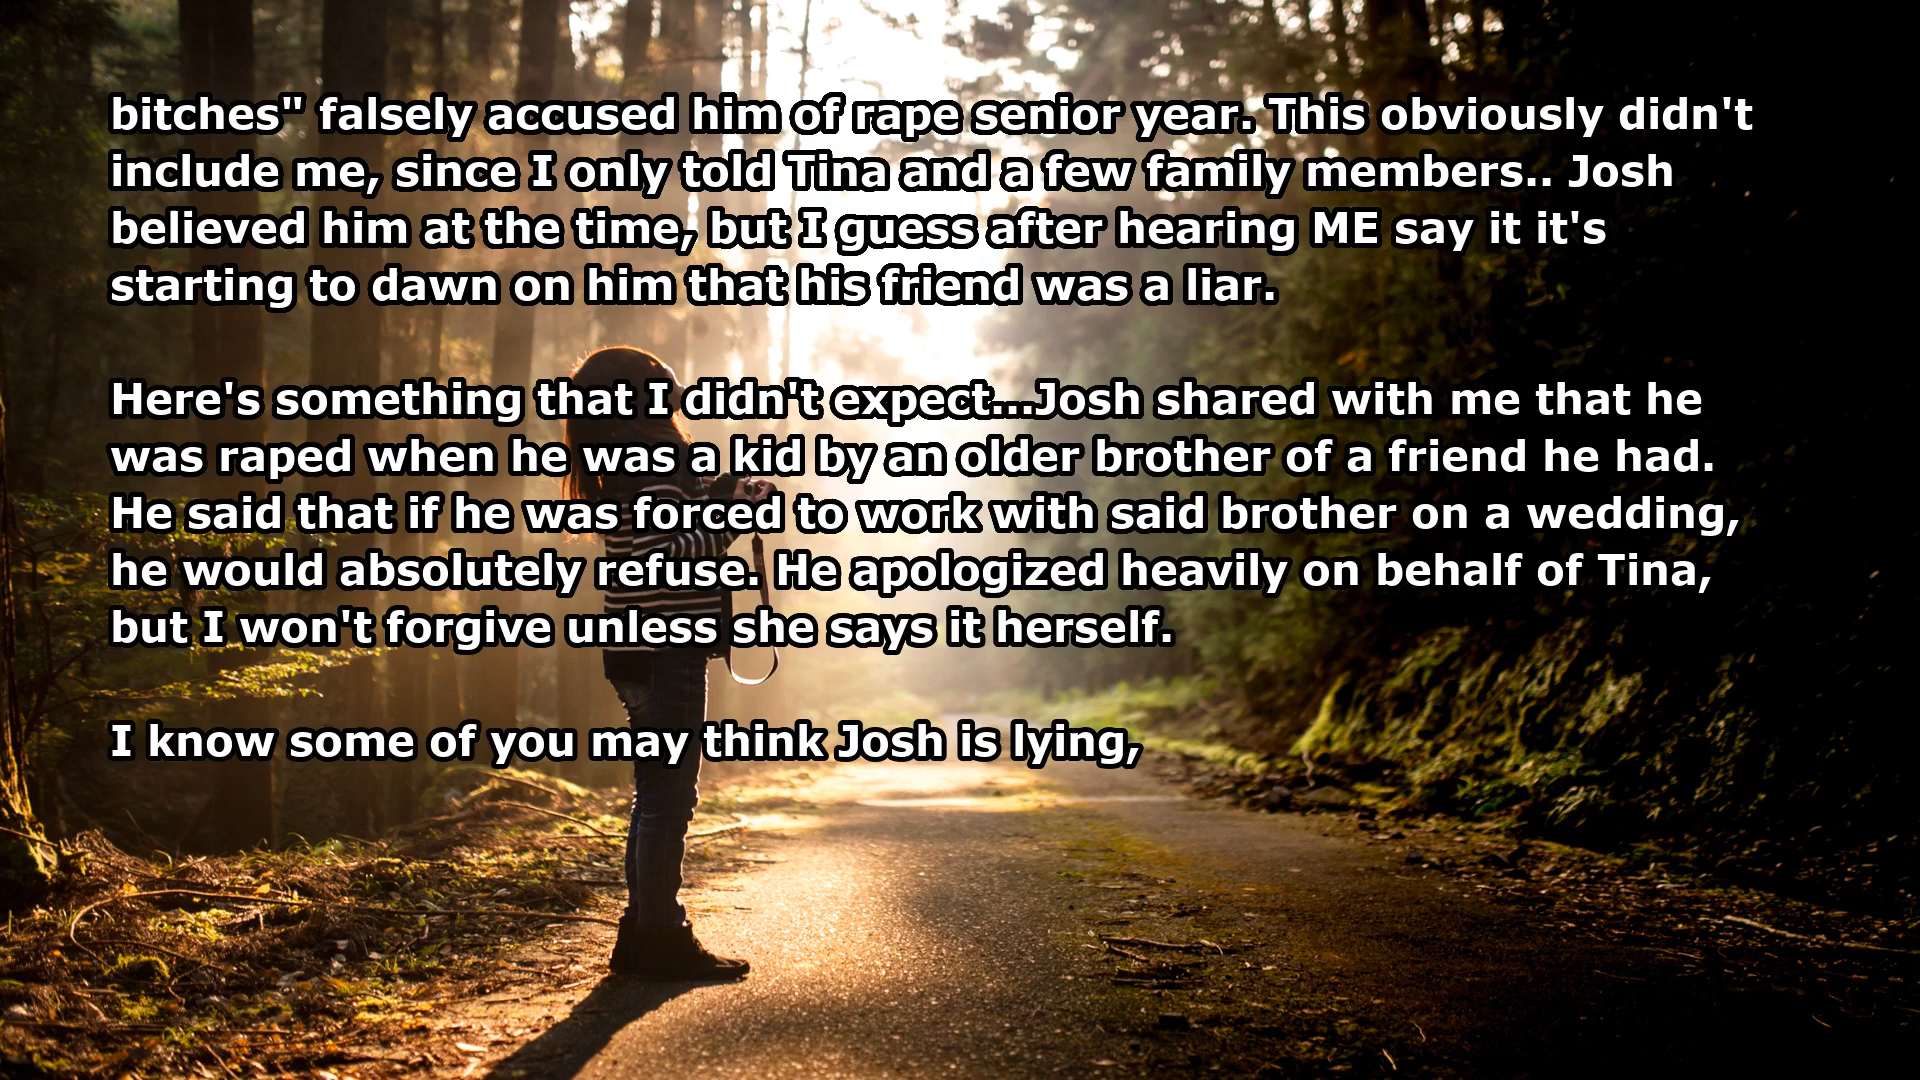 bitches" falsely accused him of rape senior year. This obviously didn't
include me, since I only told Tina and a few family members.. Josh
believed him at the time, but I guess after hearing ME say it it's
starting to dawn on him that his friend was a liar.
Here's something that I didn't expect...Josh shared with me that he
was raped when he was a kid by an older brother of a friend he had.
He said that if he was forced to work with said brother on a wedding,
he would absolutely refuse. He apologized heavily on behalf of Tina,
but I won't forgive unless she says it herself.
I know some of you may think Josh is lying,